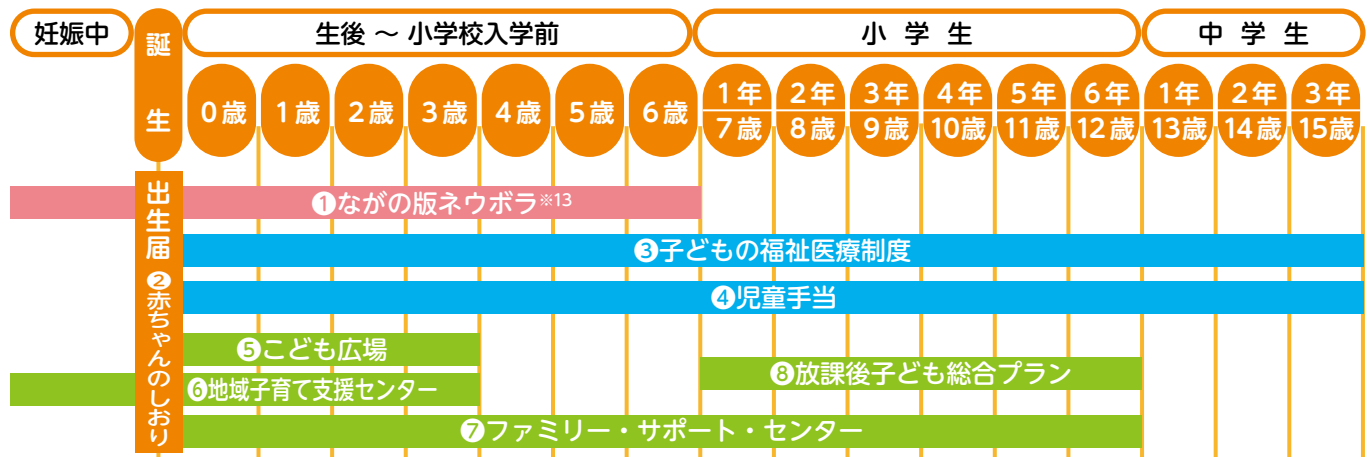 妊娠中
誕生
生後 ～ 小学校入学前
小学生
中学生
0歳
1歳
2歳
3歳
4歳
5歳
6歳
1年
7歳
2年
8歳
3年
9歳
4年
10歳
5年
11歳
6年
12歳
1年
13歳
2年
14歳
3年
15歳
出生届 ❷赤ちゃんのしおり
❶ながの版ネウボラ※13
❸子どもの福祉医療制度
❹児童手当
❺こども広場
❽放課後子ども総合プラン
❻地域子育て支援センター
❼ファミリー・サポート・センター